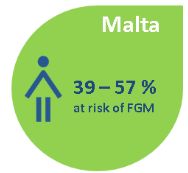 Malta
39 – 57 %
at risk of FGM